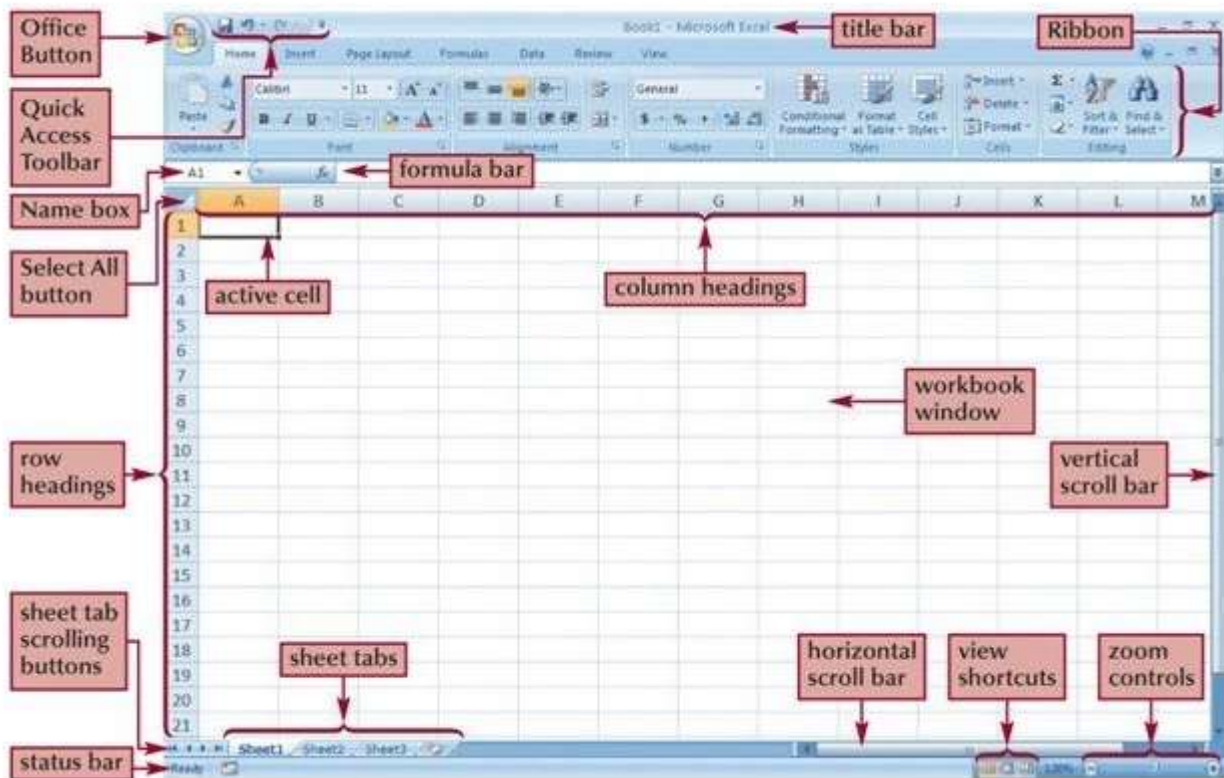 Office
Button
Book1 - Microsoft Excel
title bar
Ribbon
Home Insert Page Layout Formulas Data Review View
Quick
Access
Toolbar
Paste
Calibri 11
General
Conditional
Formatting
Format
as Table
Cell
Styles
Insert
Delete
Format
Sort &
Filter
Find &
Select
Clipboard Font Alignment Number Styles Cells Editing
Name box
A1
fx
formula bar
A B C D E F G H I J K L M
Select All
button
active cell
column headings
1
2
3
4
5
6
7
8
9
10
11
12
13
14
15
16
17
18
19
20
21
workbook
window
row
headings
vertical
scroll bar
sheet tab
scrolling
buttons
sheet tabs
horizontal
scroll bar
view
shortcuts
zoom
controls
Sheet1 Sheet2 Sheet3
status bar
Ready